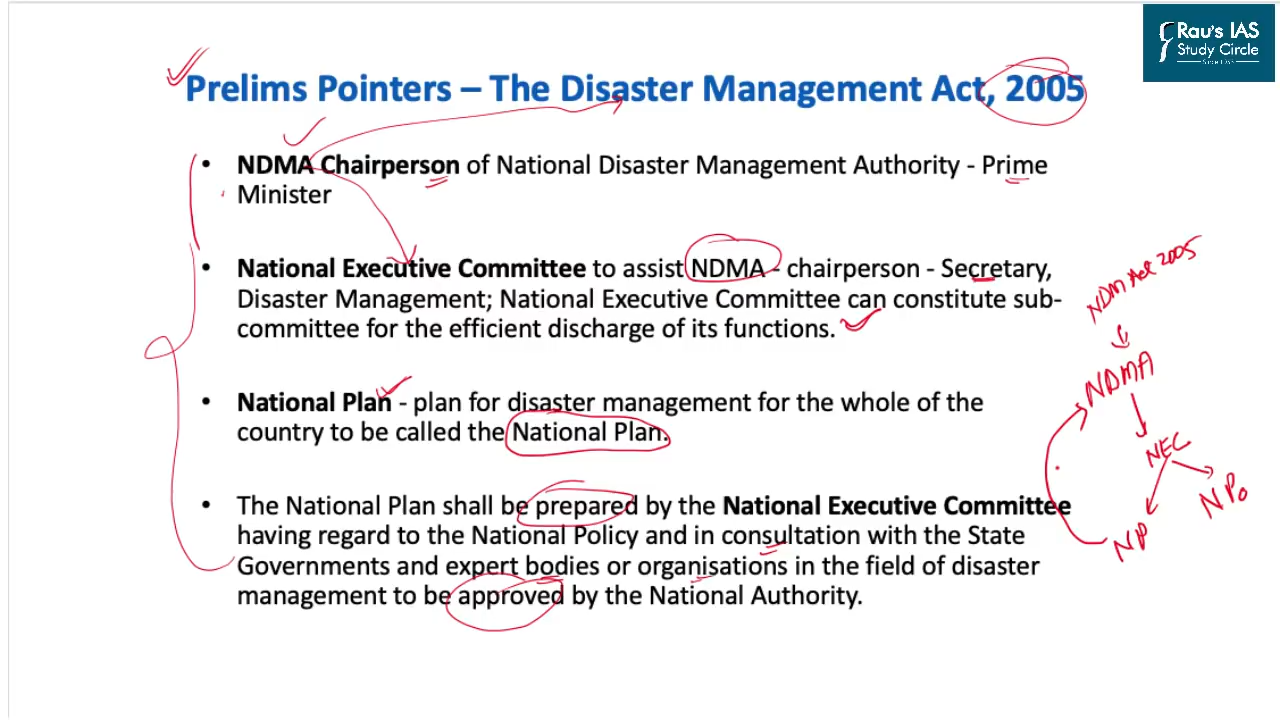 Rau's IAS
Study Circle
Prelims Pointers – The Disaster Management Act, 2005
• NDMA Chairperson of National Disaster Management Authority - Prime
Minister
• National Executive Committee to assist NDMA - chairperson - Secretary,
Disaster Management; National Executive Committee can constitute sub-
committee for the efficient discharge of its functions.
• National Plan - plan for disaster management for the whole of the
country to be called the National Plan.
• The National Plan shall be prepared by the National Executive Committee
having regard to the National Policy and in consultation with the State
Governments and expert bodies or organisations in the field of disaster
management to be approved by the National Authority.
NDM Act 2005
NDMA
NEC
NP